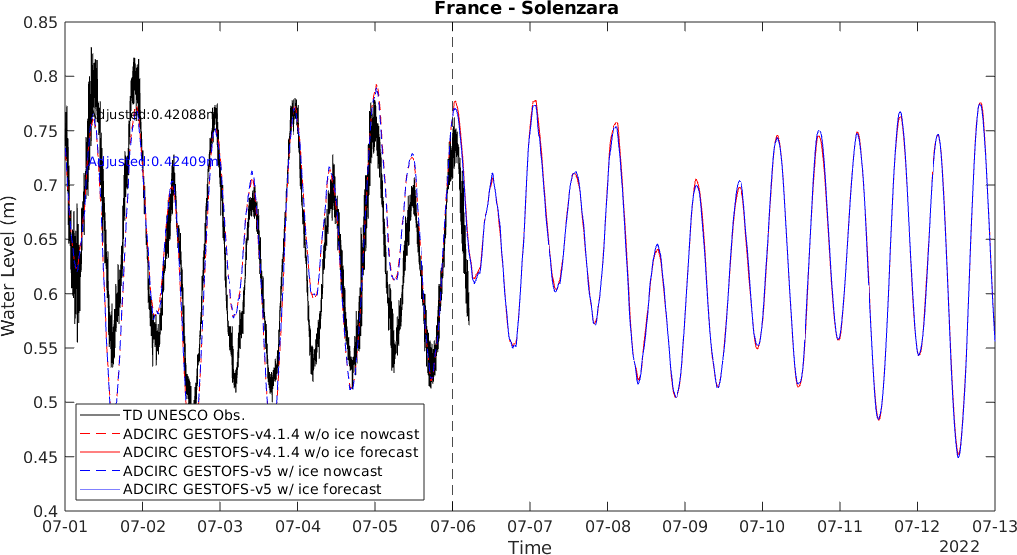 France - Solenzara
Water Level (m)
0.85
0.8
0.75
0.7
0.65
0.6
0.55
0.5
0.45
0.4
Adjusted:0.42088m
Adjusted:0.42409m
TD UNESCO Obs.
ADCIRC GESTOFS-v4.1.4 w/o ice nowcast
ADCIRC GESTOFS-v4.1.4 w/o ice forecast
ADCIRC GESTOFS-v5 w/ ice nowcast
ADCIRC GESTOFS-v5 w/ ice forecast
07-01 07-02 07-03 07-04 07-05 07-06 07-07 07-08 07-09 07-10 07-11 07-12 07-13
Time
2022